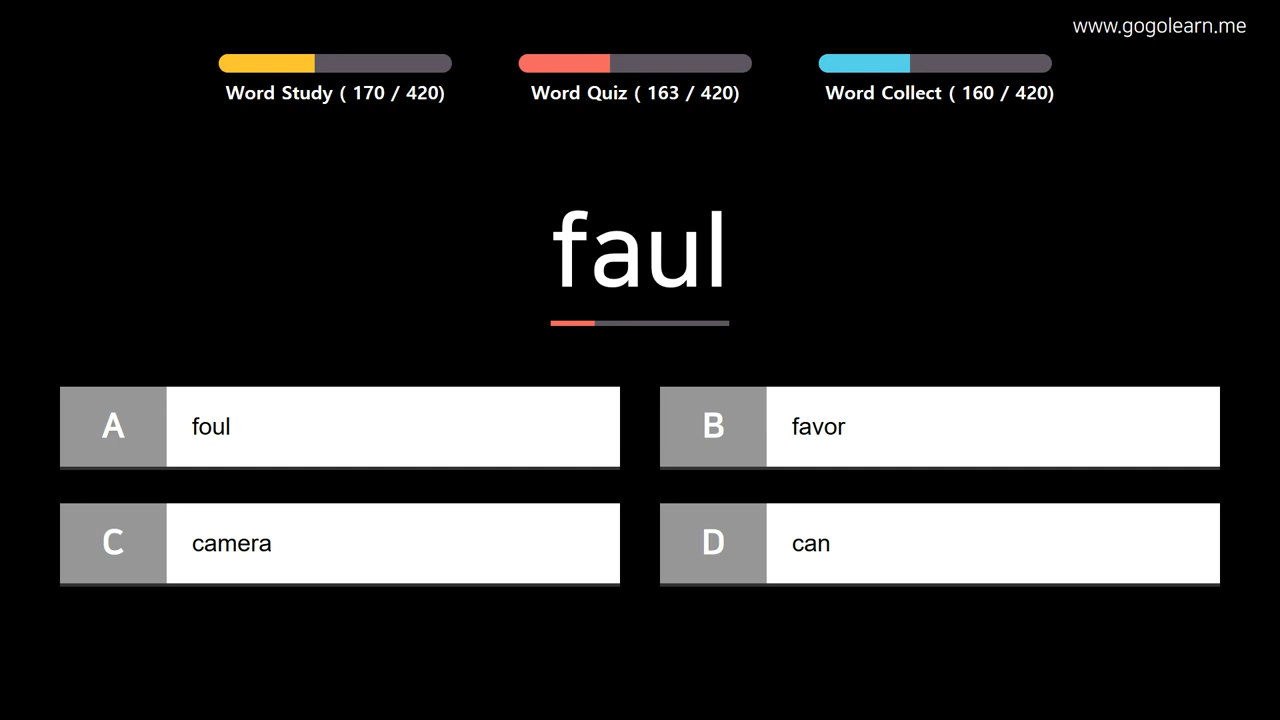 www.gogolearn.me
Word Study ( 170 / 420)
Word Quiz ( 163 / 420)
Word Collect ( 160 / 420)
faul
A foul
B favor
C camera
D can